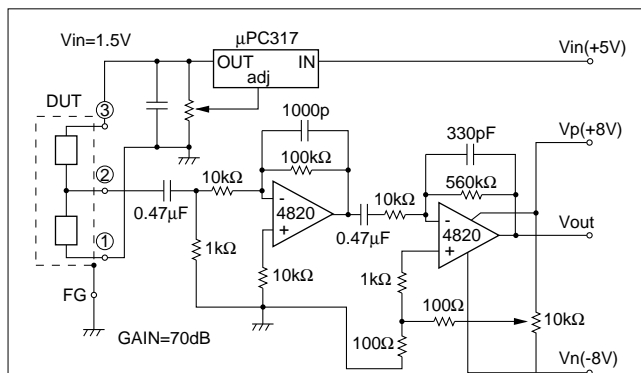 Vin=1.5V
μPC317
OUT IN
adj
Vin(+5V)
DUT
③
1000p
330pF
Vp(+8V)
100kΩ
560kΩ
②
10kΩ
10kΩ
-
-
4820
4820
+
+
Vout
0.47μF
0.47μF
①
1kΩ
10kΩ
1kΩ
100Ω
10kΩ
FG
GAIN=70dB
100Ω
Vn(-8V)